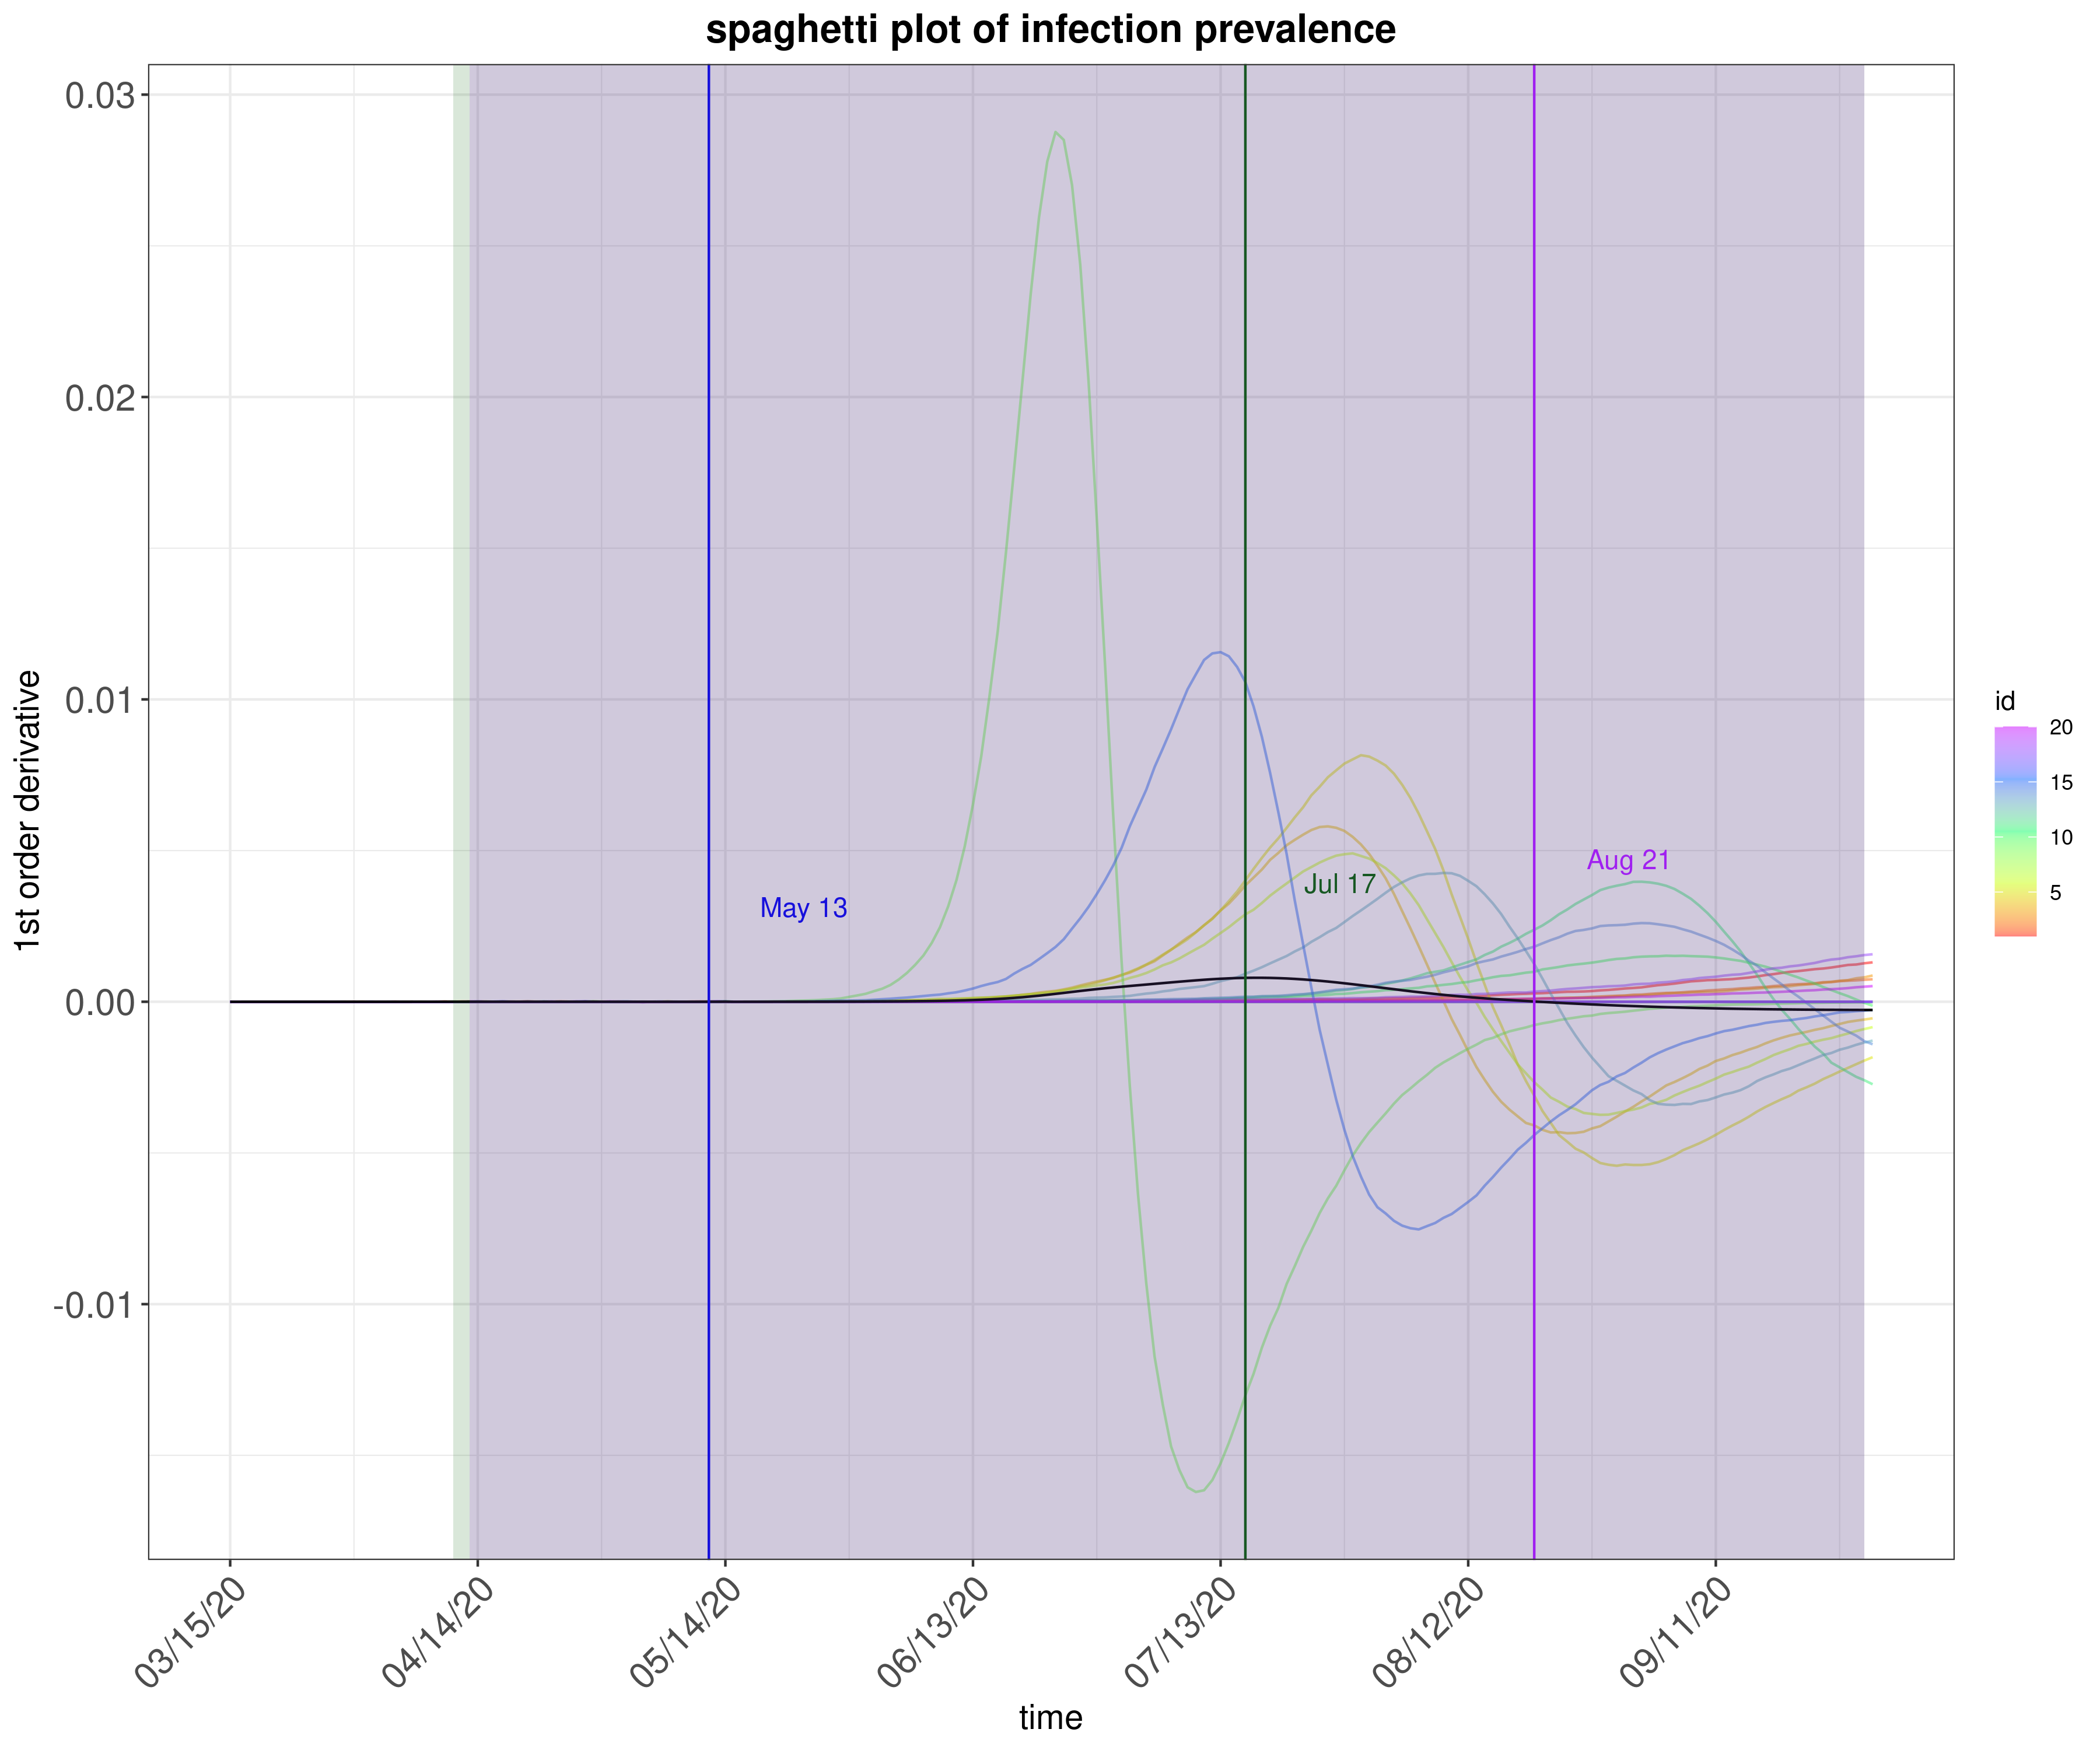 spaghetti plot of infection prevalence
0.03
0.02
0.01
0.00
-0.01
1st order derivative
May 13
Jul 17
Aug 21
id
20
15
10
5
03/15/20
04/14/20
05/14/20
06/13/20
07/13/20
08/12/20
09/11/20
time